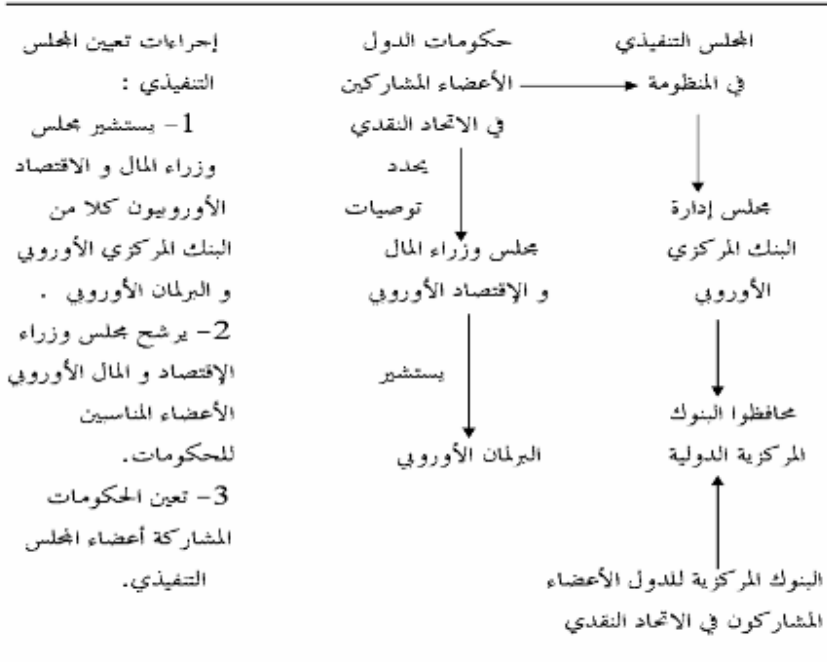 المجلس التنفيذي
في المنظومة
مجلس إدارة
البنك المركزي
الأوروبي
محافظوا البنوك
المركزية الدولية
البنوك المركزية للدول الأعضاء
المشاركون في الاتحاد النقدي
حكومات الدول
الأعضاء المشاركين
في الاتحاد النقدي
يحدد
توصيات
مجلس وزراء المال
و الإقتصاد الأوروبي
يستشير
البرلمان الأوروبي
إجراءات تعيين المجلس
التنفيذي :
1- يستشير مجلس
وزراء المال و الاقتصاد
الأوروبيون كلا من
البنك المركزي الأوروبي
و البرلمان الأوروبي .
2- يرشح مجلس وزراء
الإقتصاد و المال الأوروبي
الأعضاء المناسبين
للحكومات.
3- تعين الحكومات
المشاركة أعضاء المجلس
التنفيذي.